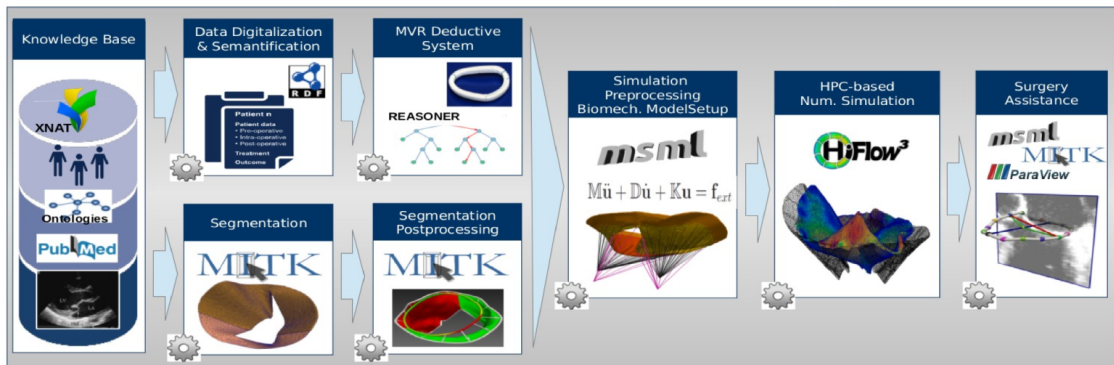 Knowledge Base
XNAT
Ontologies
PubMed
LV
LA
Data Digitalization
& Semantification
RDF
Patient n
Patient data
• Pre-operative
• Intra-operative
• Post-operative
Treatment
Outcome
MVR Deductive
System
REASONER
Segmentation
MITK
Segmentation
Postprocessing
MITK
Simulation
Preprocessing
Biomech. ModelSetup
msml
𝕄ü + 𝔻u̇ + 𝕂u = f_ext
HPC-based
Num. Simulation
HiFlow³
Surgery
Assistance
msml
MITK
ParaView